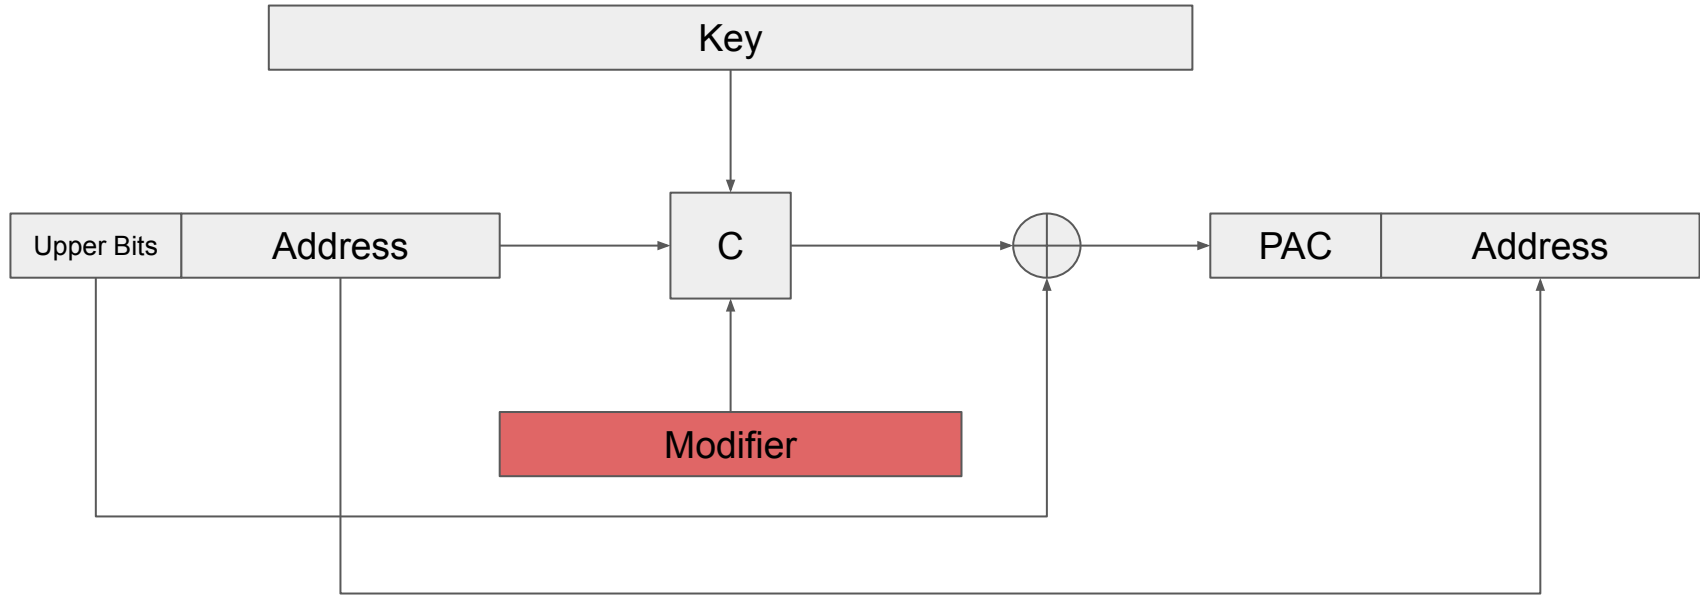 Key
Upper Bits
Address
C
PAC
Address
Modifier